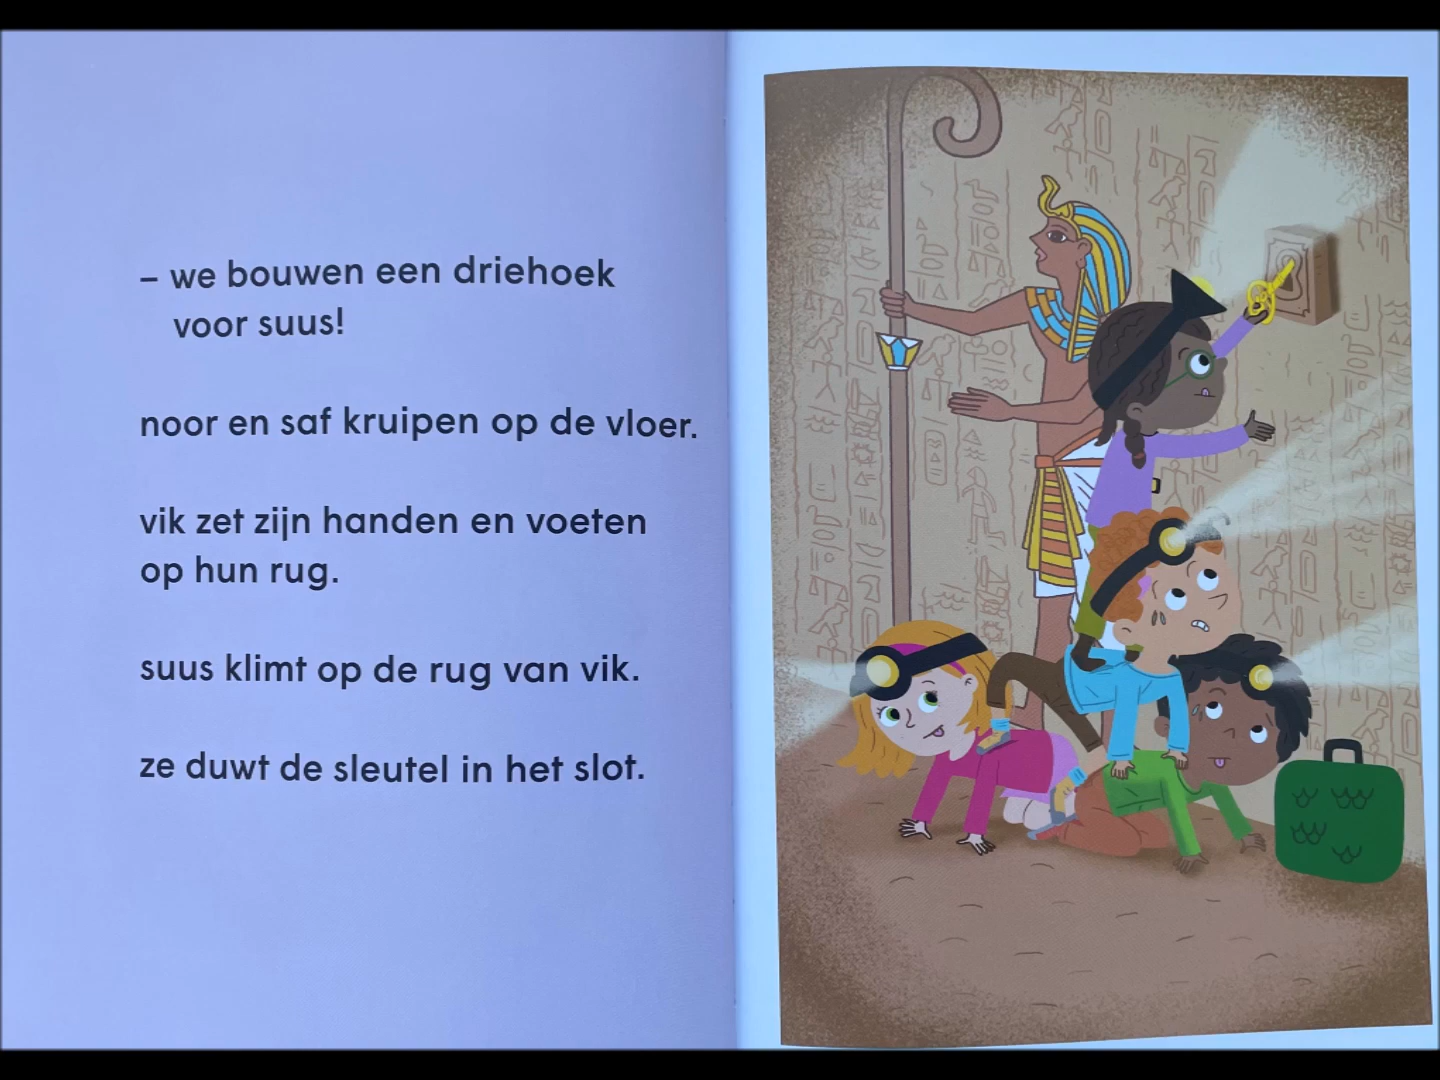 – we bouwen een driehoek
voor suus!
noor en saf kruipen op de vloer.
vik zet zijn handen en voeten
op hun rug.
suus klimt op de rug van vik.
ze duwt de sleutel in het slot.